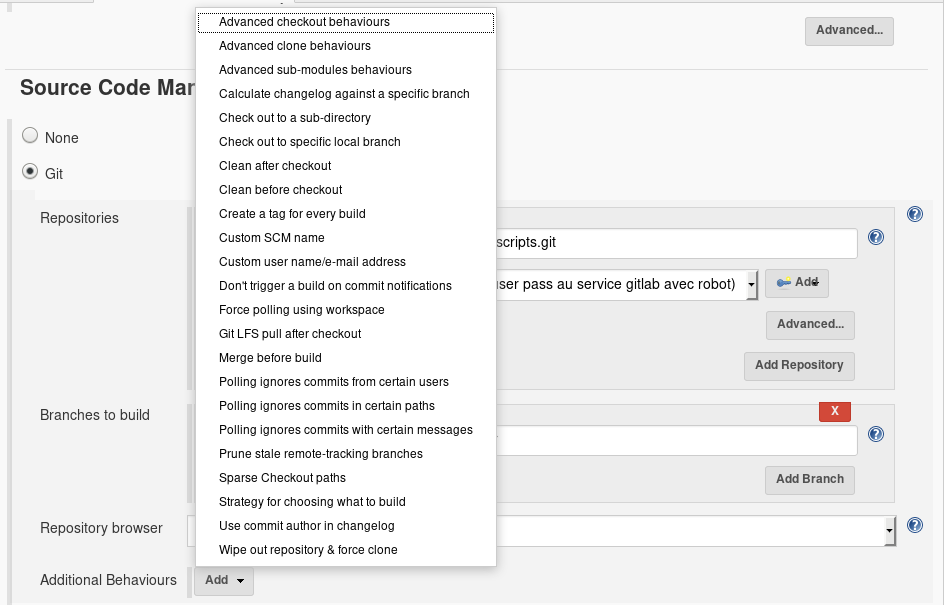 Advanced...
Source Code Mar
None
Git
Advanced checkout behaviours
Advanced clone behaviours
Advanced sub-modules behaviours
Calculate changelog against a specific branch
Check out to a sub-directory
Check out to specific local branch
Clean after checkout
Clean before checkout
Create a tag for every build
Custom SCM name
Custom user name/e-mail address
Don't trigger a build on commit notifications
Force polling using workspace
Git LFS pull after checkout
Merge before build
Polling ignores commits from certain users
Polling ignores commits in certain paths
Polling ignores commits with certain messages
Prune stale remote-tracking branches
Sparse Checkout paths
Strategy for choosing what to build
Use commit author in changelog
Wipe out repository & force clone
Repositories
scripts.git
ser pass au service gitlab avec robot)
Add
Advanced...
Add Repository
Branches to build
X
Add Branch
Repository browser
Additional Behaviours
Add